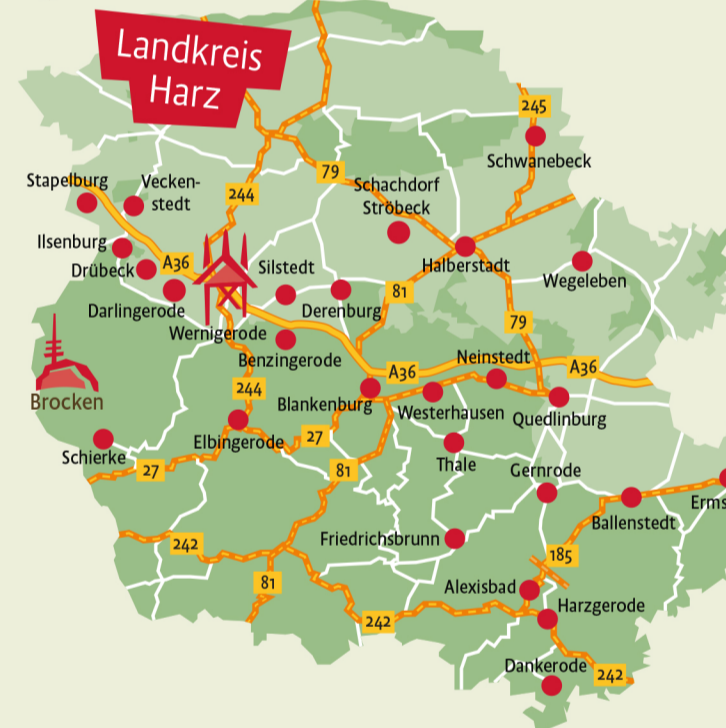 Landkreis
Harz
245
Schwanebeck
79
Stapelburg
Vecken-
stedt
244
Schachdorf
Ströbeck
Ilsenburg
Drübeck
A36
Silstedt
Halberstadt
Wegeleben
Darlingerode
Derenburg
81
79
Wernigerode
Benzingerode
Neinstedt
A36
A36
Brocken
244
Blankenburg
Westerhausen
Quedlinburg
Elbingerode
27
Schierke
27
81
Thale
Gernrode
Erms
Ballenstedt
242
Friedrichsbrunn
185
81
Alexisbad
Harzgerode
242
Dankerode
242